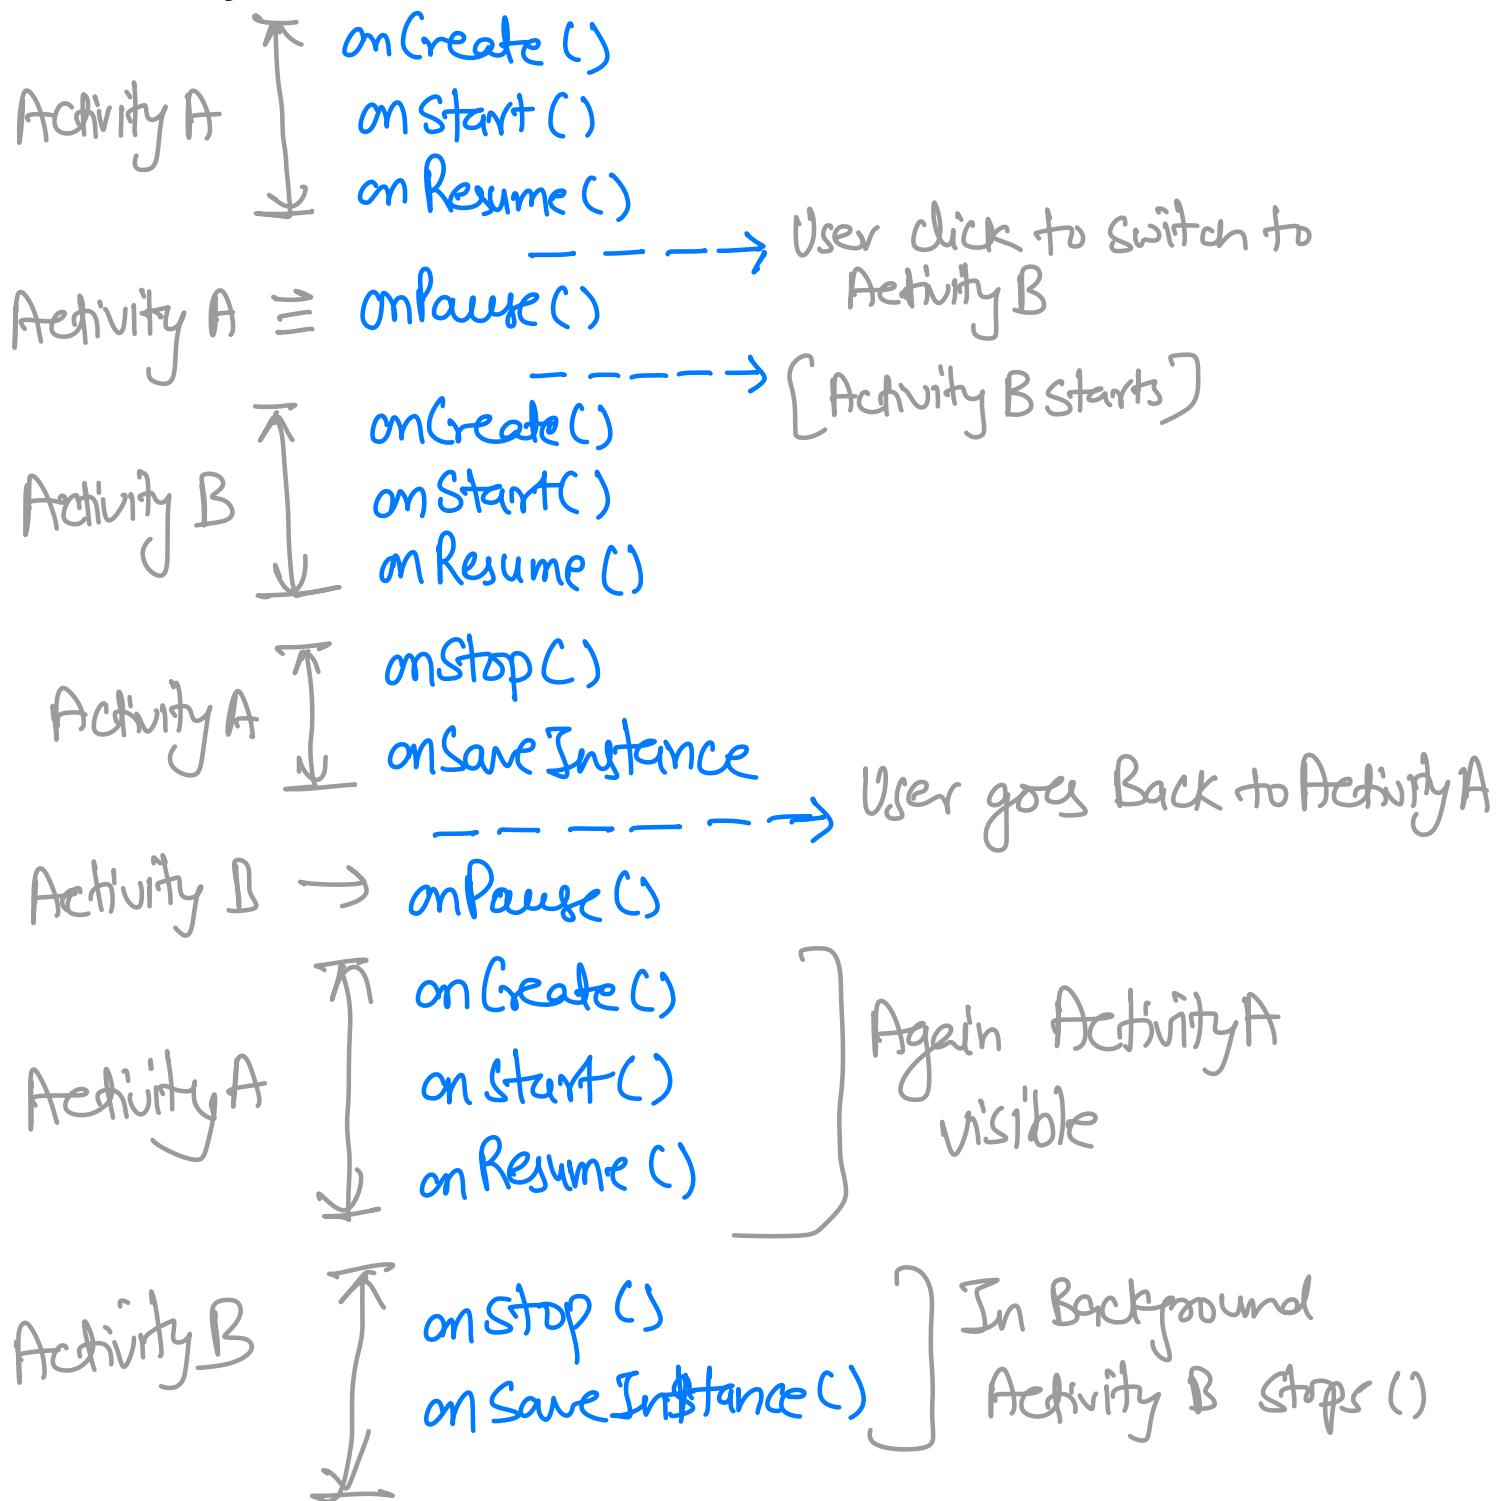 onCreate()
Activity A
onStart()
onResume()
User click to switch to
Activity B
Activity A ≡ onPause()
[Activity B starts]
onCreate()
Activity B
onStart()
onResume()
onStop()
Activity A
onSaveInstance
User goes Back to Activity A
Activity B → onPause()
onCreate()
Again Activity A
visible
Activity A
onStart()
onResume()
onStop()
In Background
Activity B
onSaveInstance()
Activity B stops()